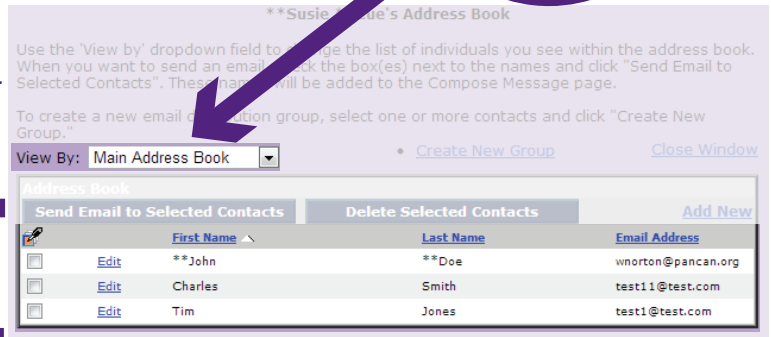 **Susie Address Book
Use the 'View by' dropdown field to the list of individuals you see within the address book.
When you want to send an email the box(es) next to the names and click "Send Email to
Selected Contacts". These will be added to the Compose Message page.
To create a new email group, select one or more contacts and click "Create New
Group."
View By: Main Address Book
• Create New Group Close Window
Address Book
Send Email to Selected Contacts Delete Selected Contacts Add New
First Name Last Name Email Address
Edit **John **Doe wnorton@pancan.org
Edit Charles Smith test11@test.com
Edit Tim Jones test1@test.com